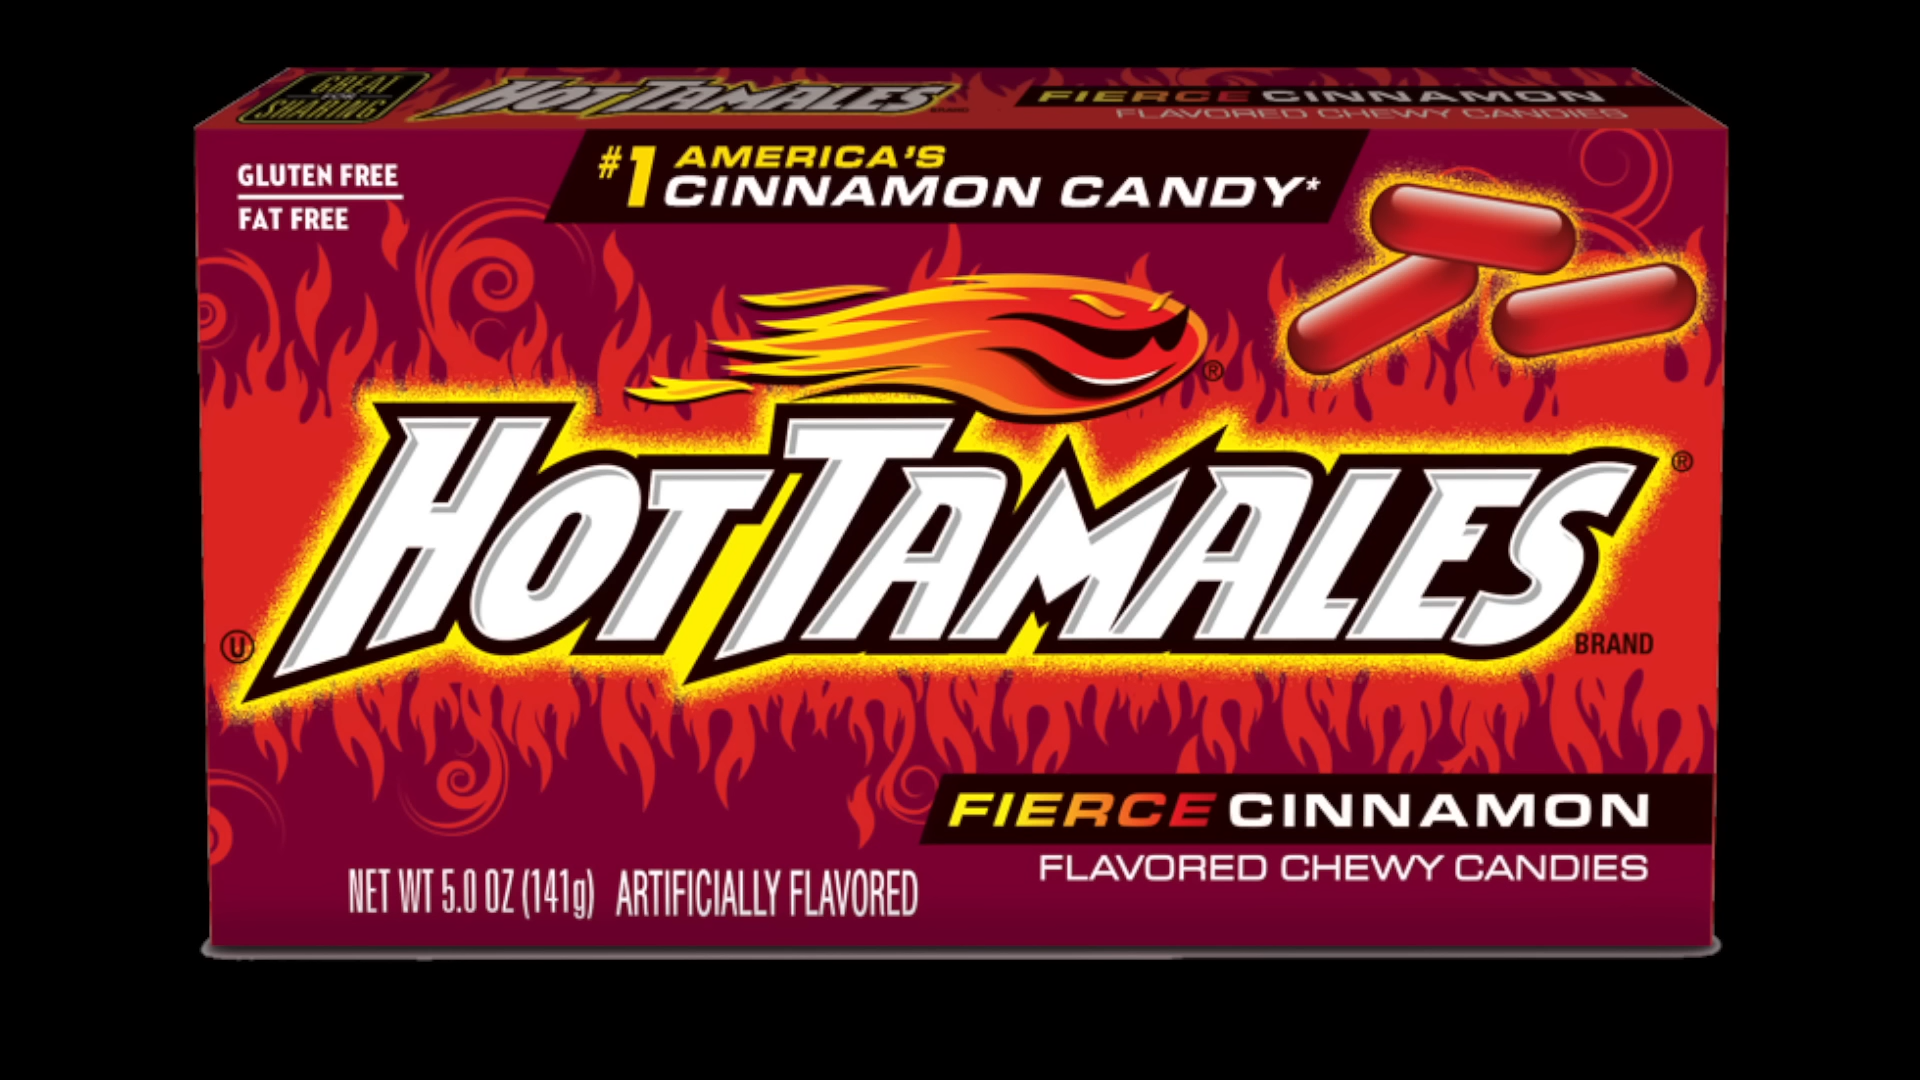 GREAT
FOR
SHARING
HOT TAMALES
BRAND
FIERCE CINNAMON
FLAVORED CHEWY CANDIES
GLUTEN FREE
FAT FREE
#1 AMERICA'S
CINNAMON CANDY*
®
HOT TAMALES®
U
BRAND
FIERCE CINNAMON
FLAVORED CHEWY CANDIES
NET WT 5.0 OZ (141g) ARTIFICIALLY FLAVORED